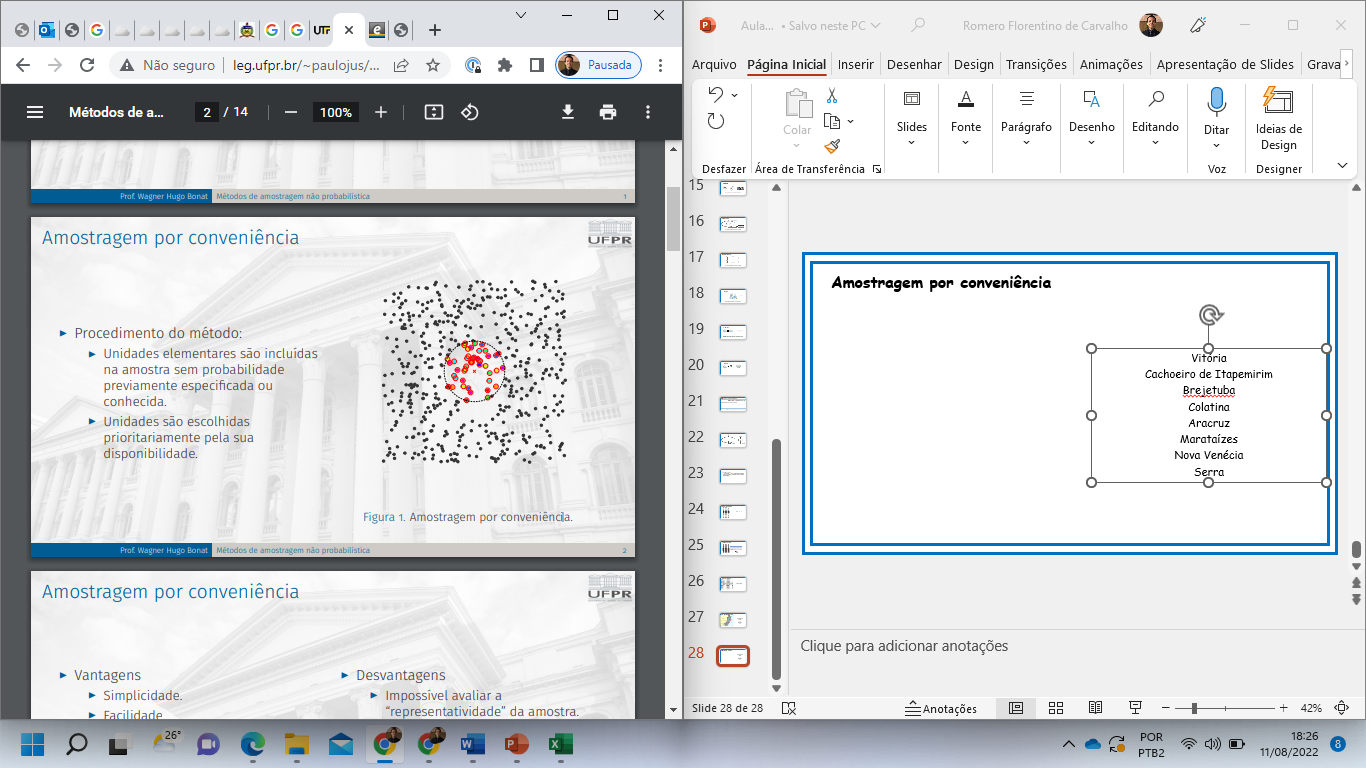 Não seguro
leg.ufpr.br/~paulojus/...
Pausada
Métodos de a...
2 / 14
100%
Prof. Wagner Hugo Bonat Métodos de amostragem não probabilística 1
Amostragem por conveniência
UFPR
Procedimento do método:
Unidades elementares são incluídas
na amostra sem probabilidade
previamente especificada ou
conhecida.
Unidades são escolhidas
prioritariamente pela sua
disponibilidade.
Figura 1. Amostragem por conveniência.
Prof. Wagner Hugo Bonat Métodos de amostragem não probabilística 2
Amostragem por conveniência
UFPR
Vantagens
Simplicidade.
Facilidade
Desvantagens
Impossível avaliar a
“representatividade” da amostra.
Aula... • Salvo neste PC
Romero Florentino de Carvalho
Arquivo Página Inicial Inserir Desenhar Design Transições Animações Apresentação de Slides Grava
Colar
Slides
Fonte
Parágrafo
Desenho
Editando
Ditar
Ideias de
Design
Desfazer Área de Transferência Voz Designer
15
16
17
18
19
20
21
22
23
24
25
26
27
28
Amostragem por conveniência
Vitória
Cachoeiro de Itapemirim
Brejetuba
Colatina
Aracruz
Marataízes
Nova Venécia
Serra
Clique para adicionar anotações
Slide 28 de 28
Anotações
42%
26°
POR
PTB2
18:26
11/08/2022
8